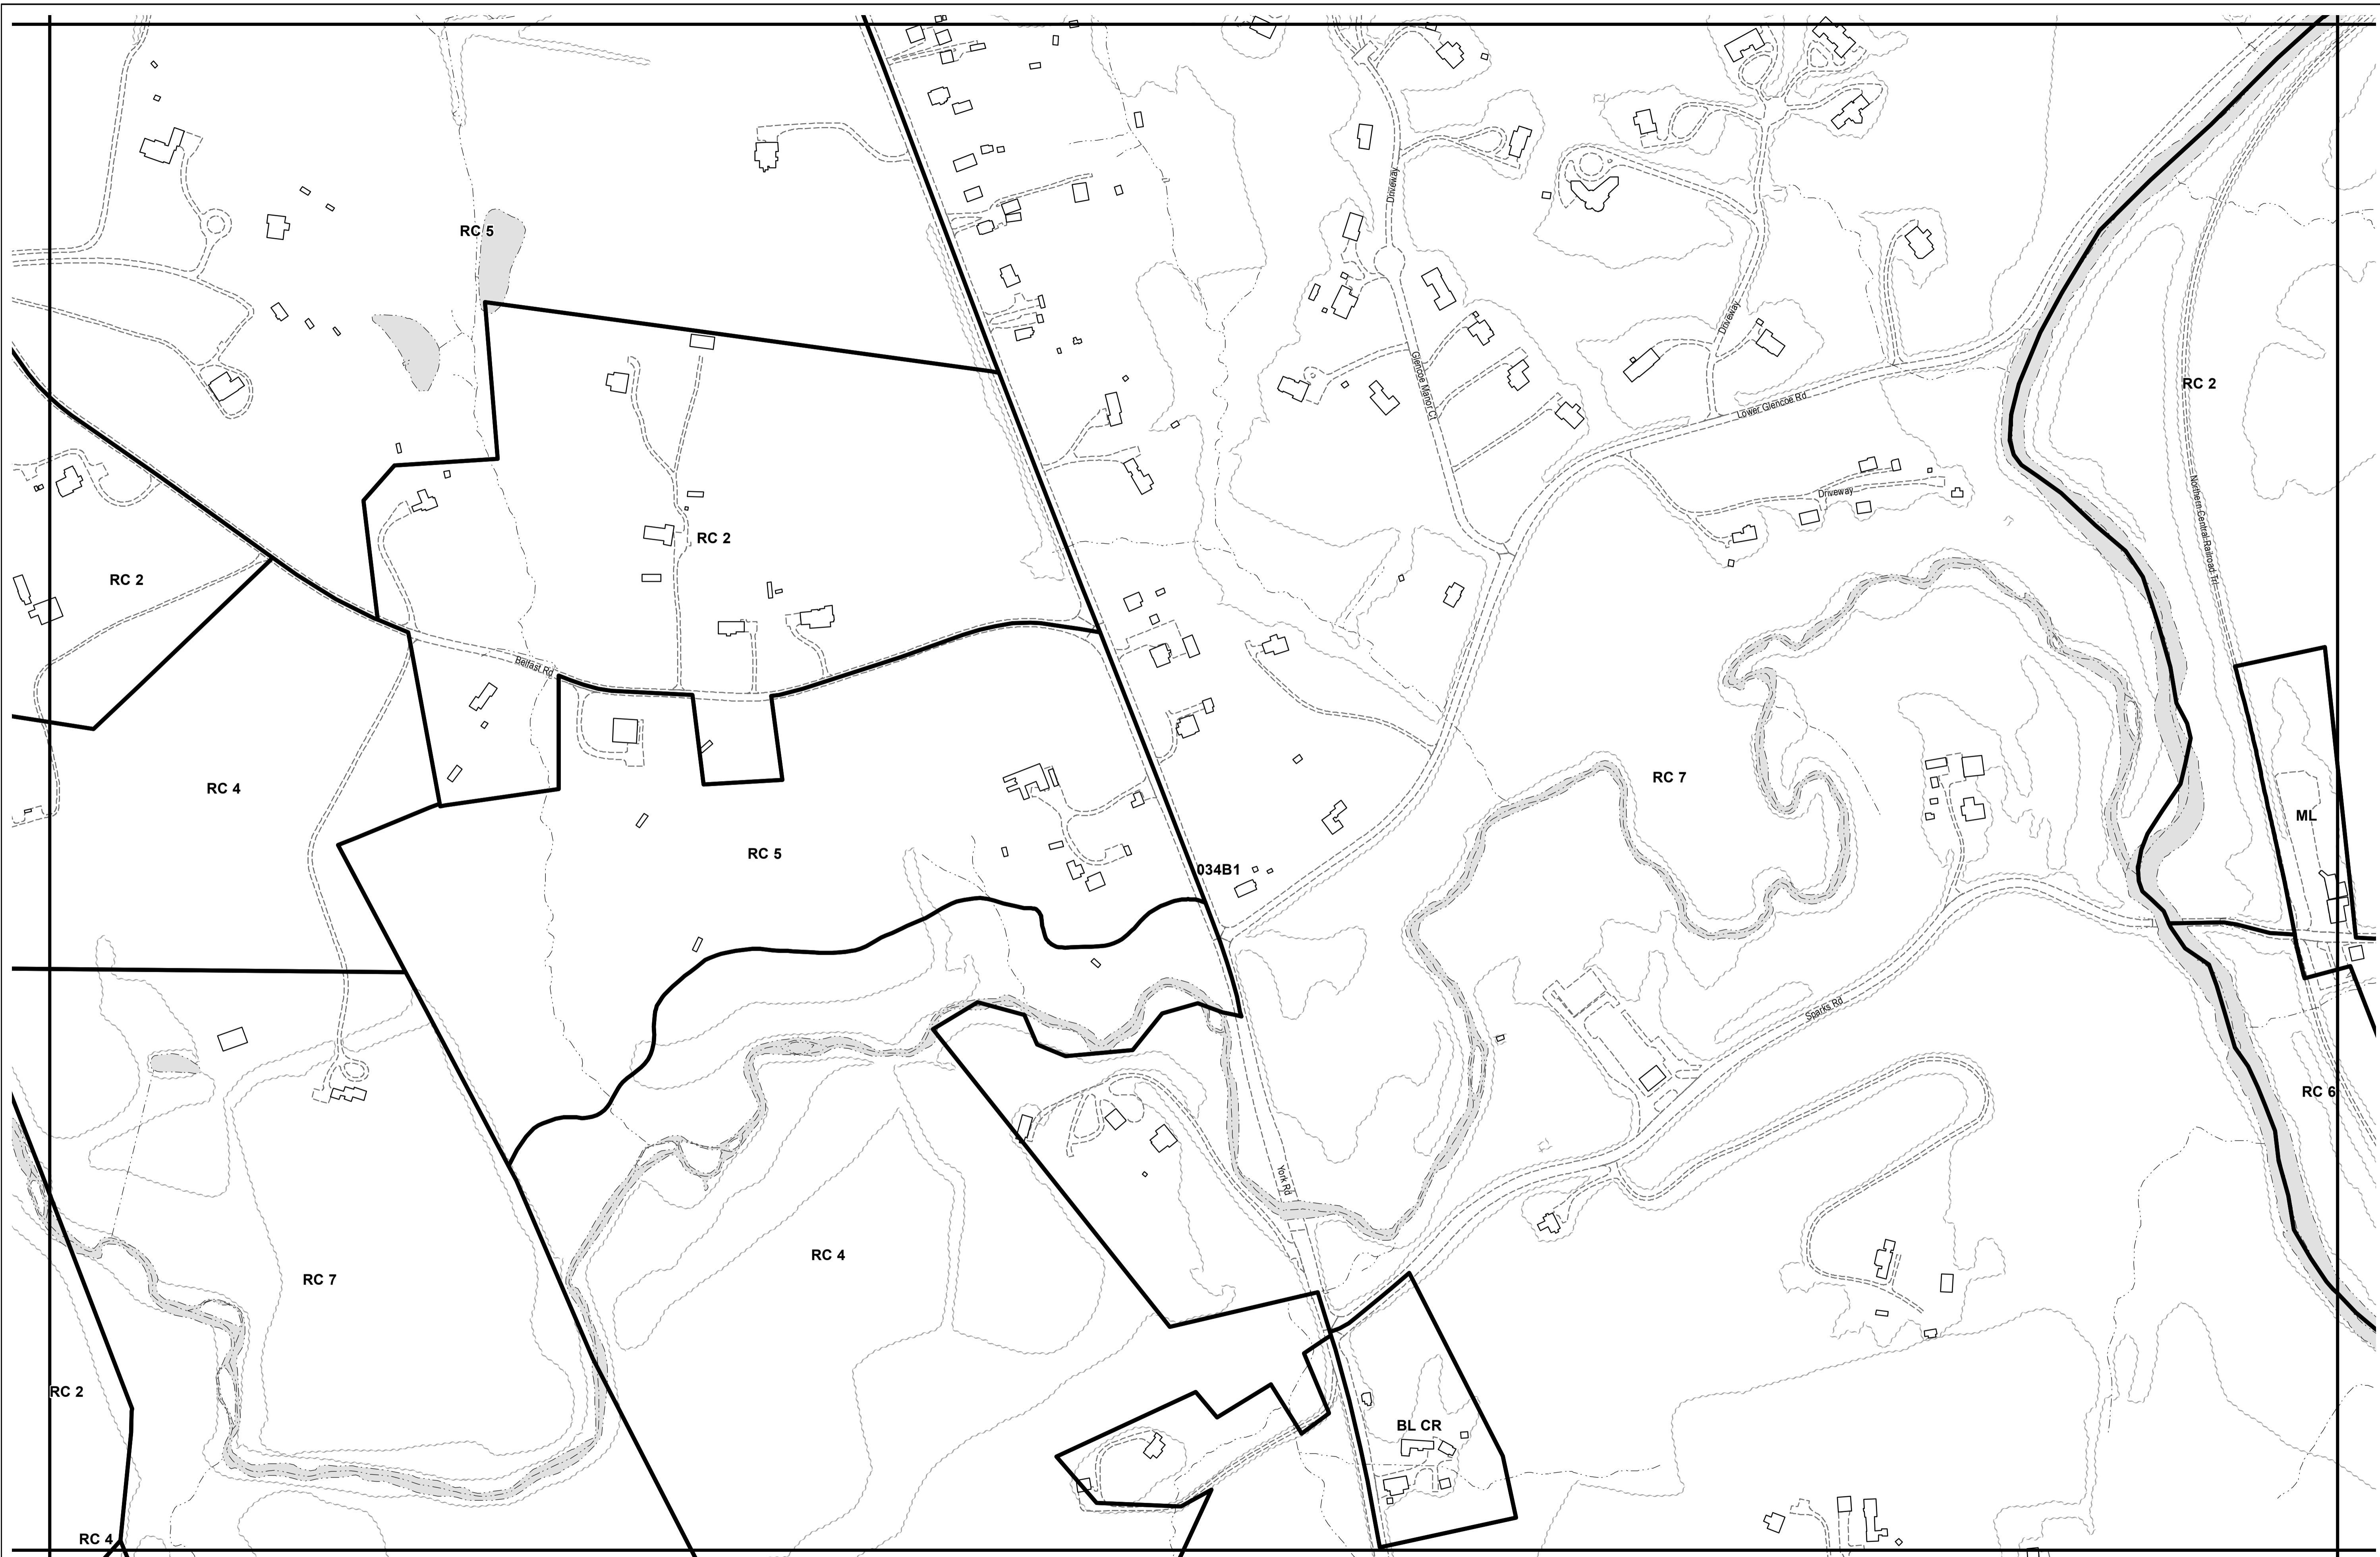 Driveway
RC 5
Driveway
Glencoe Manor Ct
RC 2
Lower Glencoe Rd
Driveway
Northern Central Railroad Trl
RC 2
RC 2
Belfast Rd
RC 7
RC 4
ML
RC 5
034B1
Sparks Rd
RC 6
York Rd
RC 4
RC 7
RC 2
BL CR
RC 4